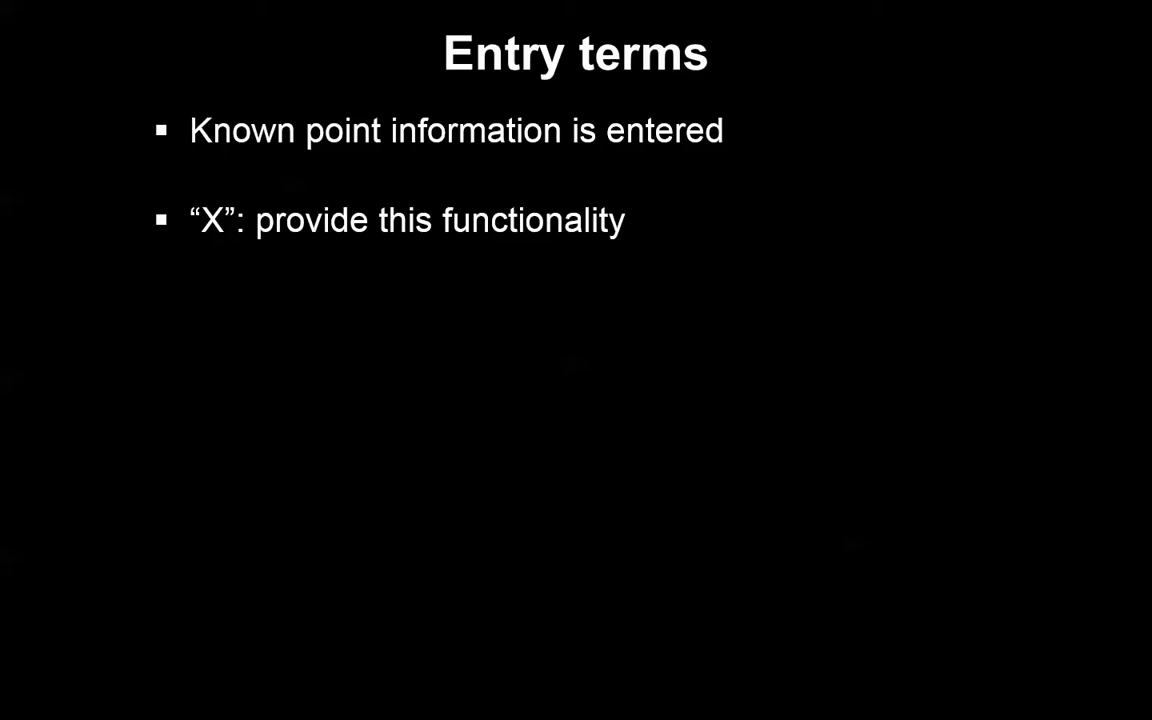 Entry terms
▪ Known point information is entered
▪ “X”: provide this functionality